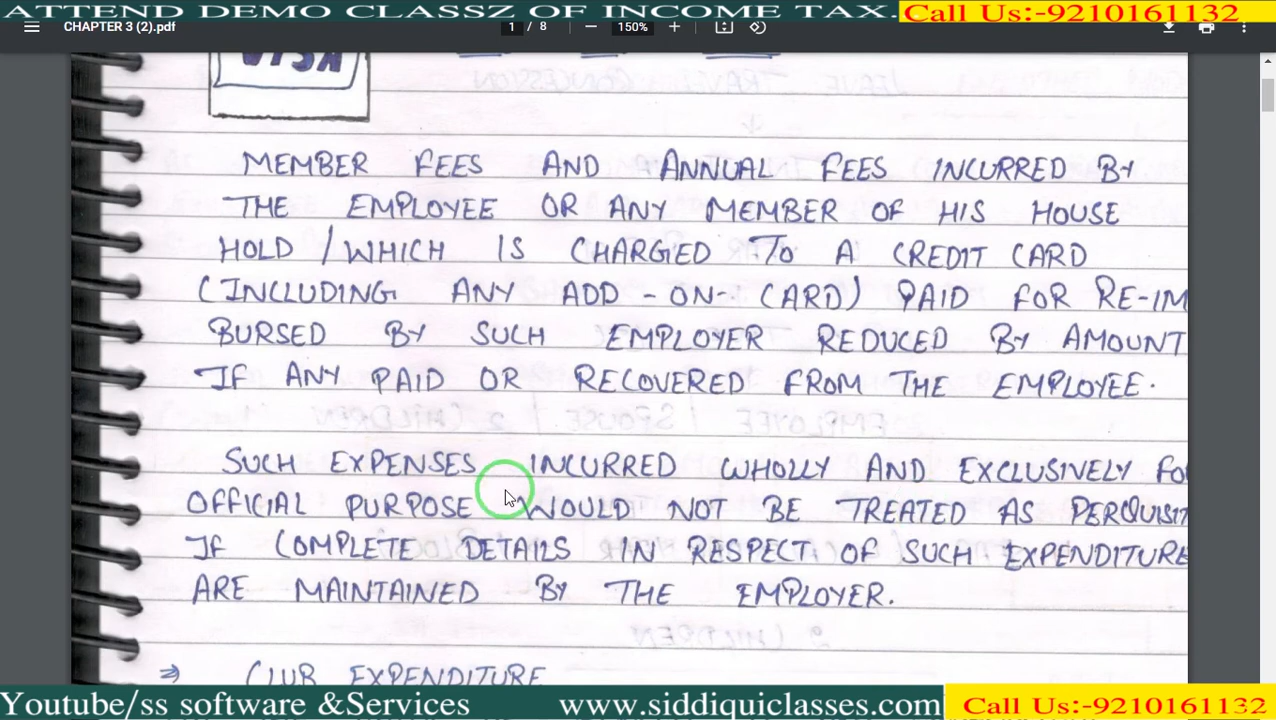 ATTEND DEMO CLASSZ OF INCOME TAX. Call Us:-9210161132
CHAPTER 3 (2).pdf 1 / 8 150%
VISA
MEMBER FEES AND ANNUAL FEES INCURRED BY
THE EMPLOYEE OR ANY MEMBER OF HIS HOUSE
HOLD / WHICH IS CHARGED TO A CREDIT CARD
(INCLUDING ANY ADD - ON - CARD) PAID FOR RE-IM
BURSED BY SUCH EMPLOYER REDUCED BY AMOUNT
IF ANY PAID OR RECOVERED FROM THE EMPLOYEE.
SUCH EXPENSES INCURRED WHOLLY AND EXCLUSIVELY FO
OFFICIAL PURPOSE WOULD NOT BE TREATED AS PERQUISIT
IF COMPLETE DETAILS IN RESPECT OF SUCH EXPENDITURE
ARE MAINTAINED BY THE EMPLOYER.
⇒ CLUB EXPENDITURE
Youtube/ss software &Services www.siddiquiclasses.com Call Us:-9210161132